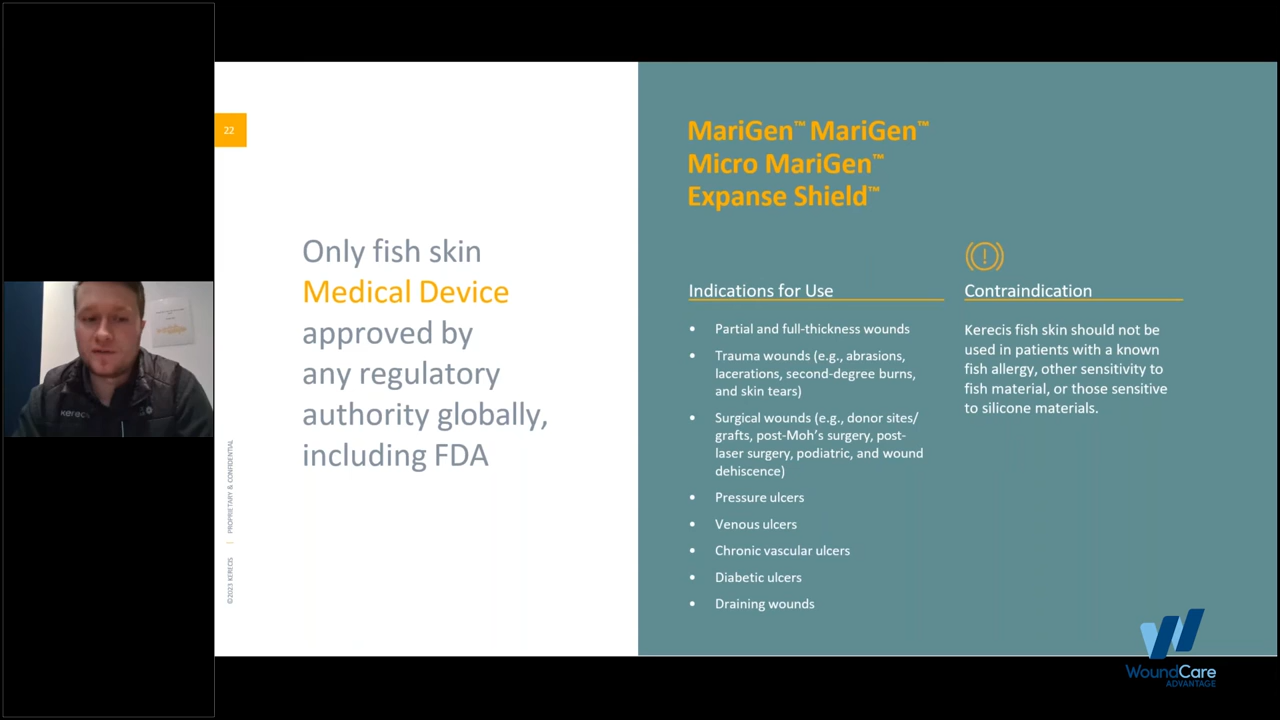 22
Only fish skin
Medical Device
approved by
any regulatory
authority globally,
including FDA
©2023 KERECIS | PROPRIETARY & CONFIDENTIAL
MariGen™ MariGen™
Micro MariGen™
Expanse Shield™
Indications for Use
• Partial and full-thickness wounds
• Trauma wounds (e.g., abrasions,
lacerations, second-degree burns,
and skin tears)
• Surgical wounds (e.g., donor sites/
grafts, post-Moh's surgery, post-
laser surgery, podiatric, and wound
dehiscence)
• Pressure ulcers
• Venous ulcers
• Chronic vascular ulcers
• Diabetic ulcers
• Draining wounds
Contraindication
Kerecis fish skin should not be
used in patients with a known
fish allergy, other sensitivity to
fish material, or those sensitive
to silicone materials.
kerecis
WoundCare
ADVANTAGE